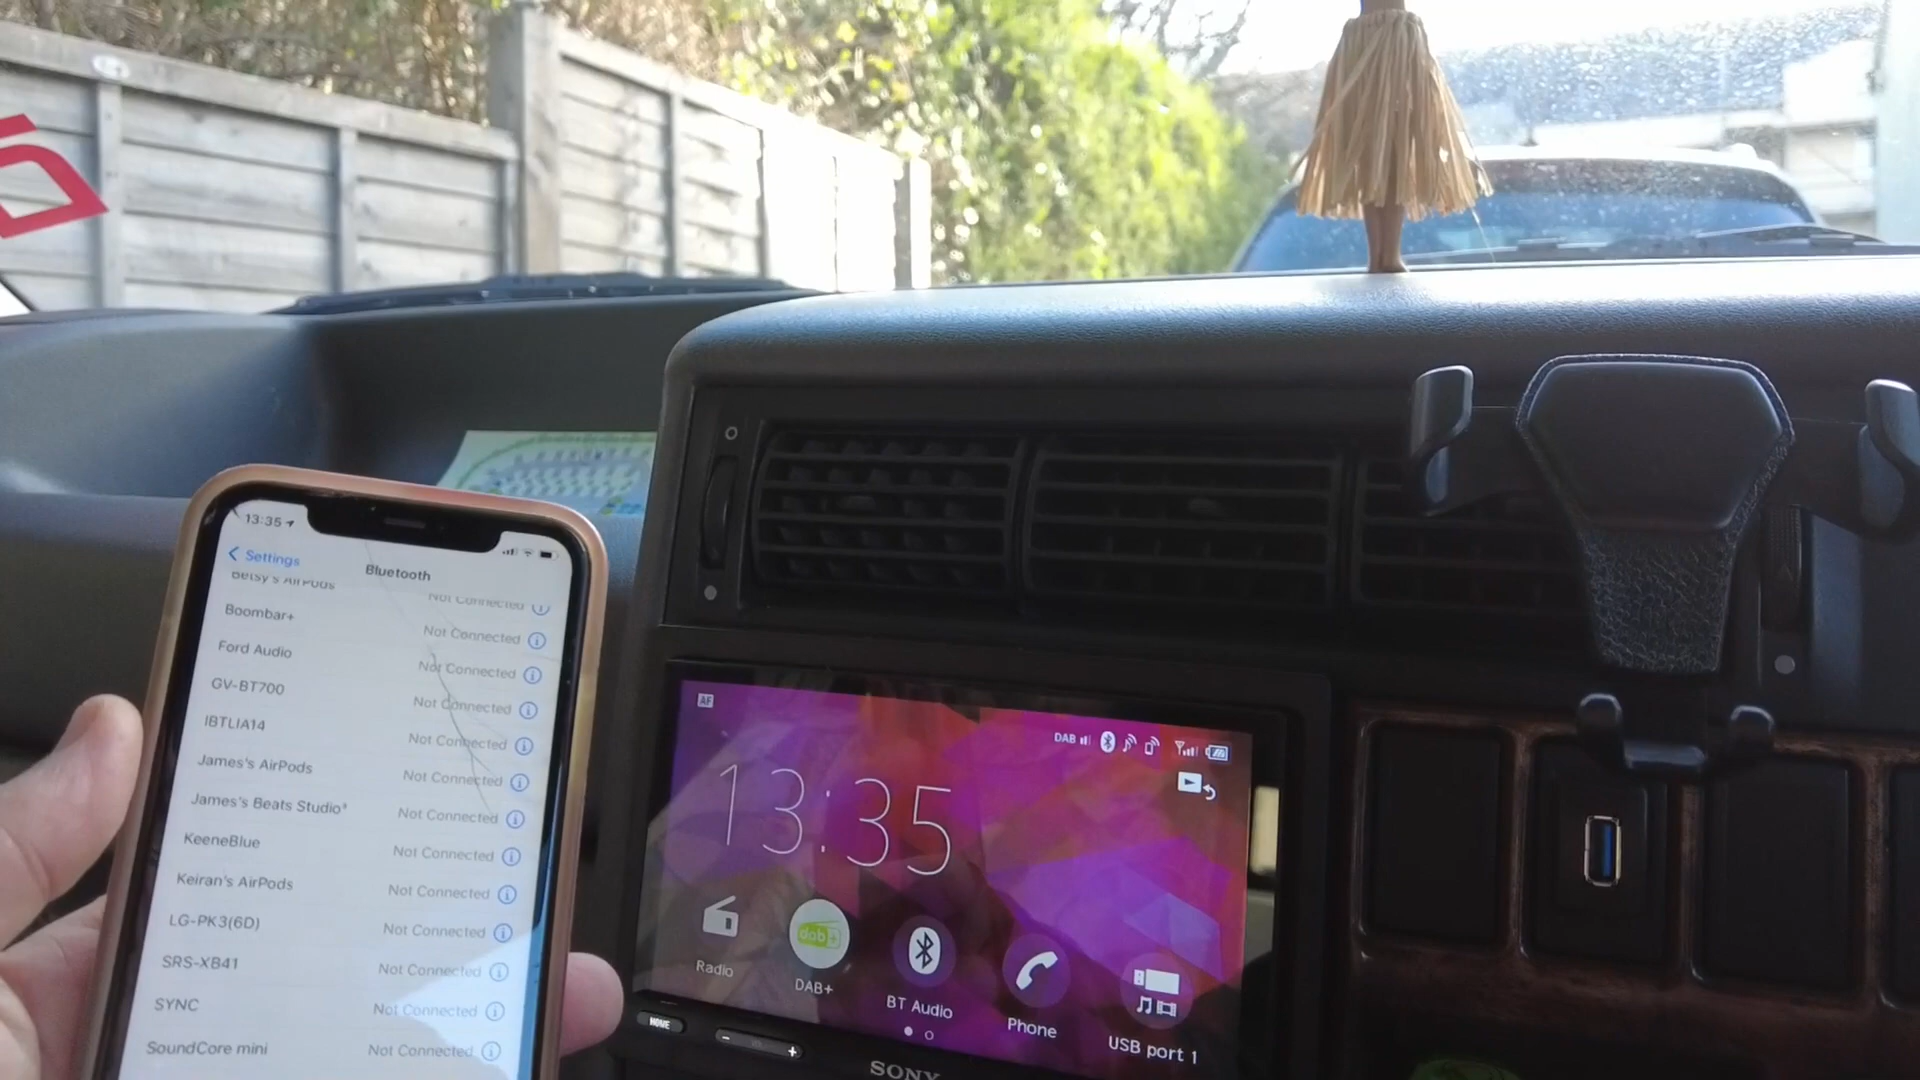 13:35
Settings
Bluetooth
Betsy's AirPods Not Connected
Boombar+ Not Connected
Ford Audio Not Connected
GV-BT700 Not Connected
IBTLIA14 Not Connected
James's AirPods Not Connected
James's Beats Studio³ Not Connected
KeeneBlue Not Connected
Keiran's AirPods Not Connected
LG-PK3(6D) Not Connected
SRS-XB41 Not Connected
SYNC Not Connected
SoundCore mini Not Connected
AF
DAB
13:35
Radio
dab+
DAB+
BT Audio
Phone
USB port 1
HOME
- +
SONY